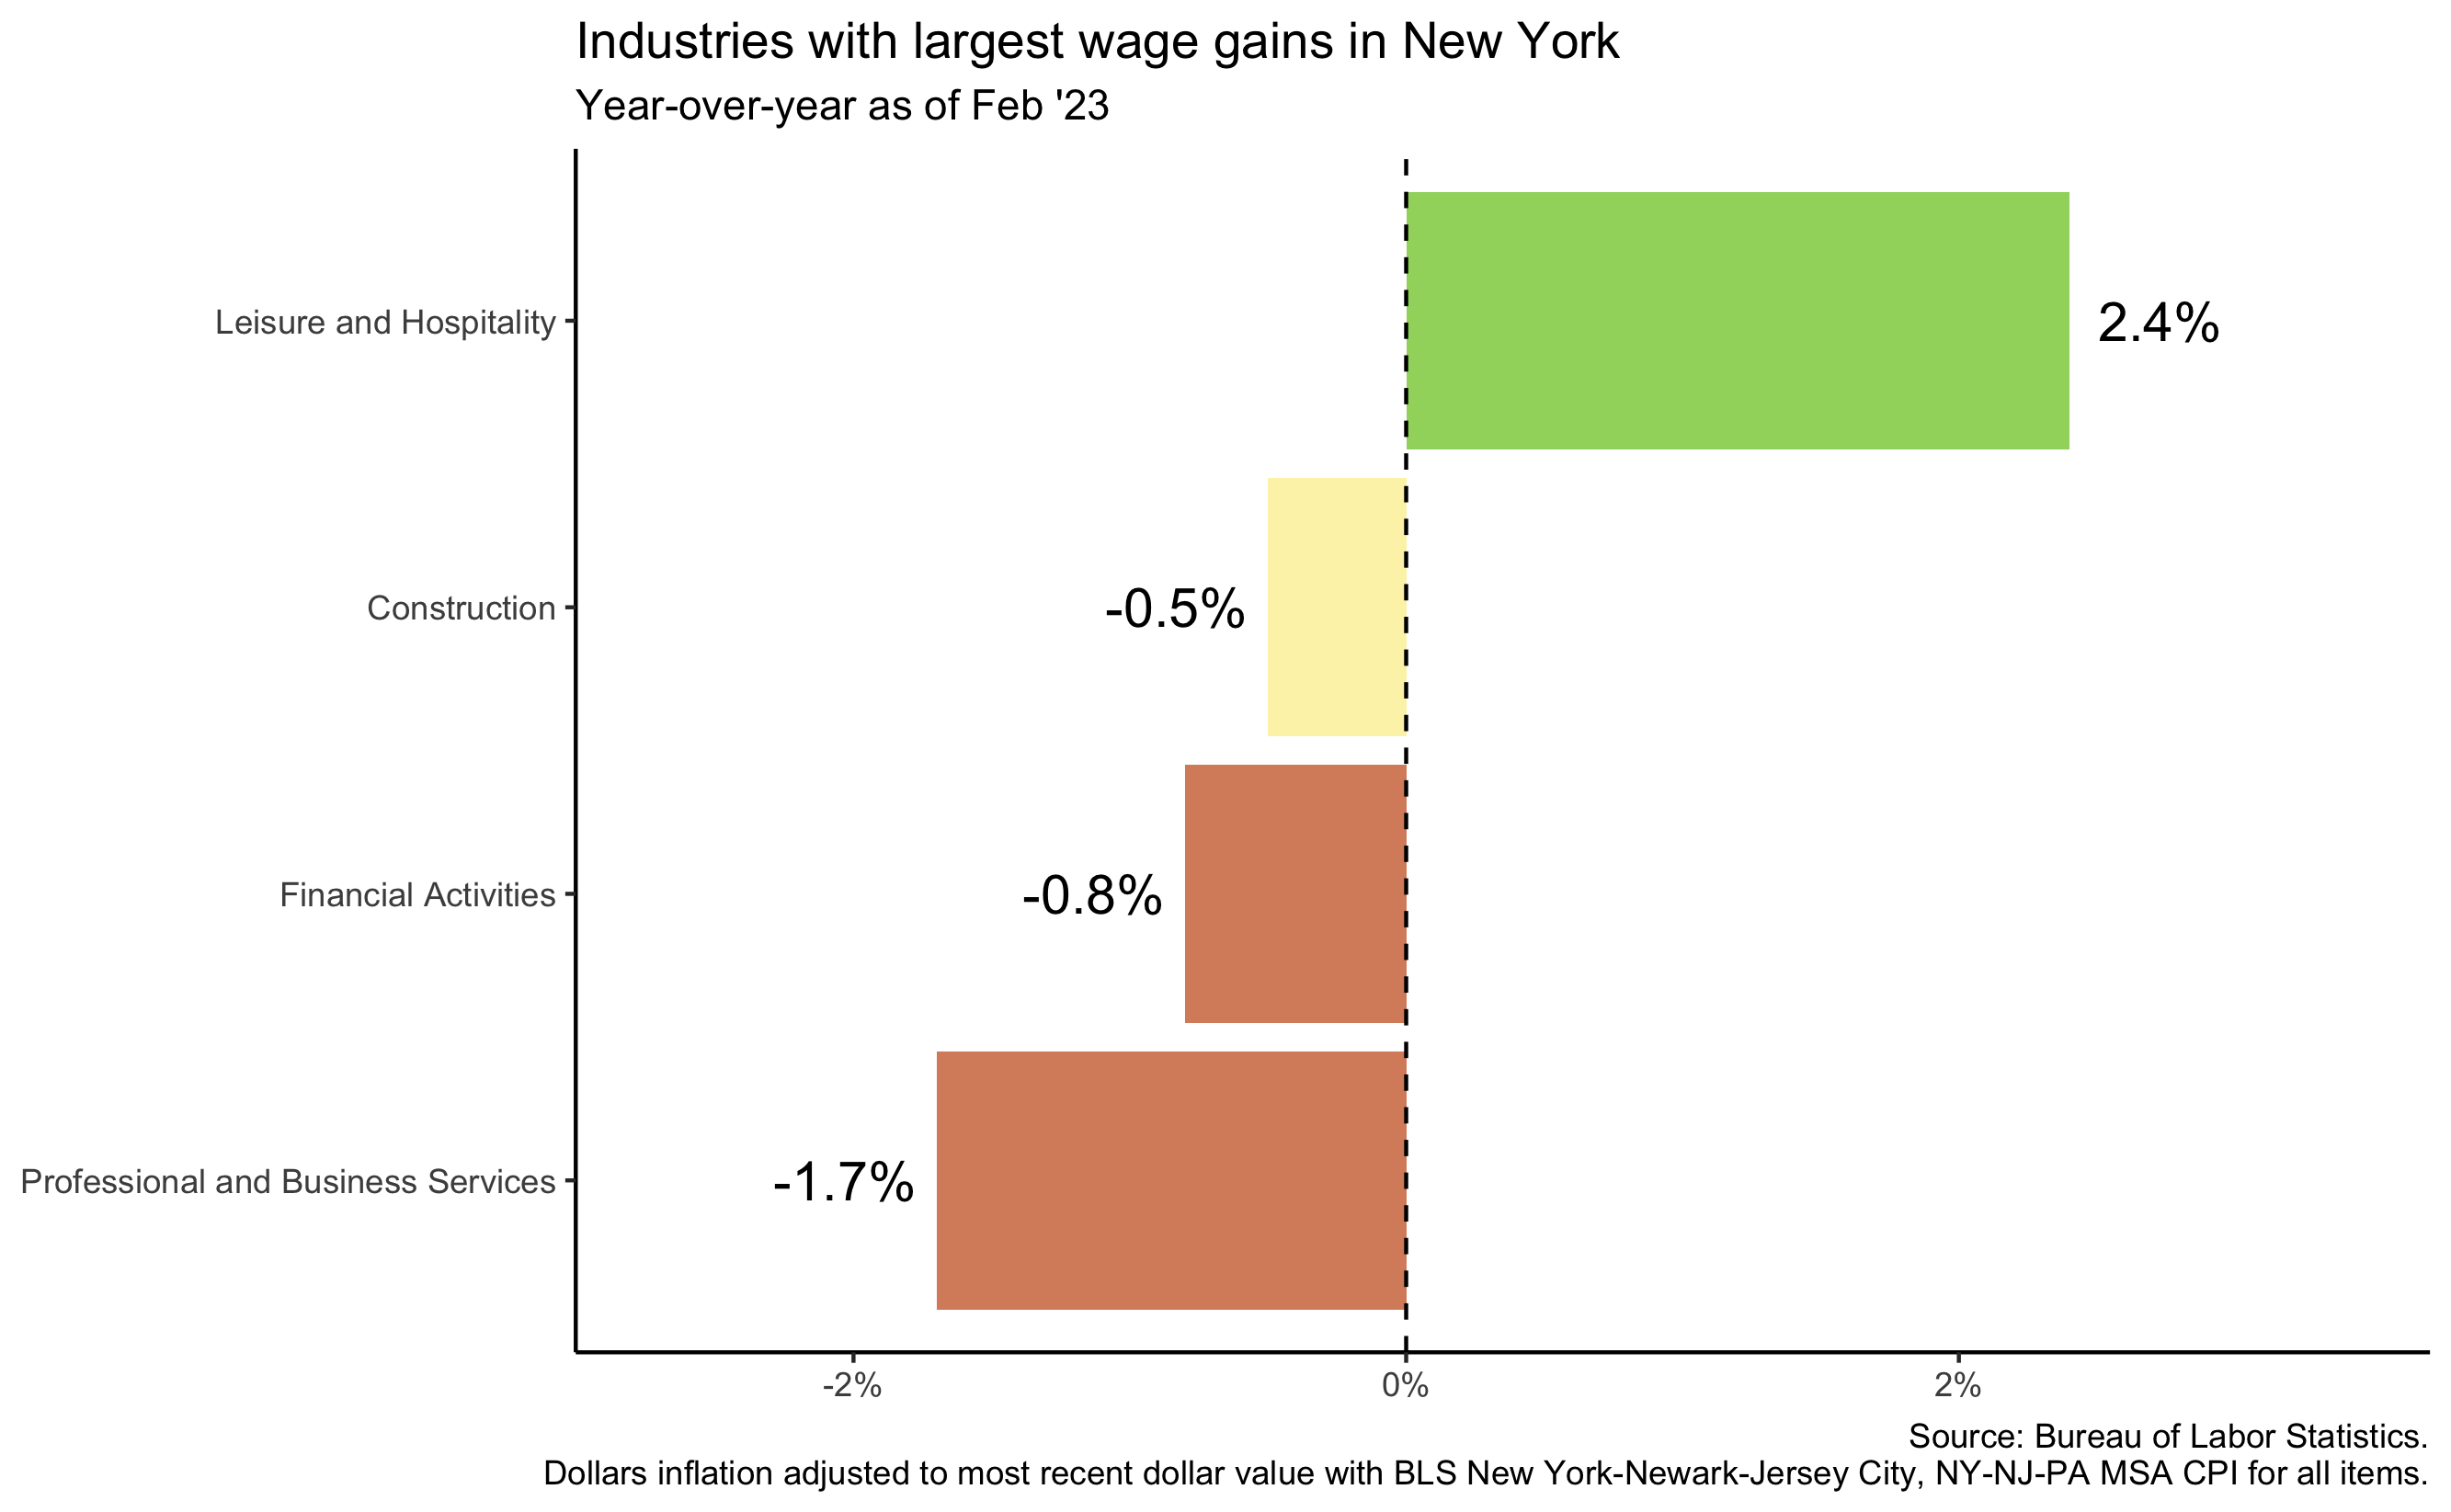 Industries with largest wage gains in New York
Year-over-year as of Feb '23
Leisure and Hospitality
2.4%
Construction
-0.5%
Financial Activities
-0.8%
Professional and Business Services
-1.7%
-2%
0%
2%
Source: Bureau of Labor Statistics.
Dollars inflation adjusted to most recent dollar value with BLS New York-Newark-Jersey City, NY-NJ-PA MSA CPI for all items.